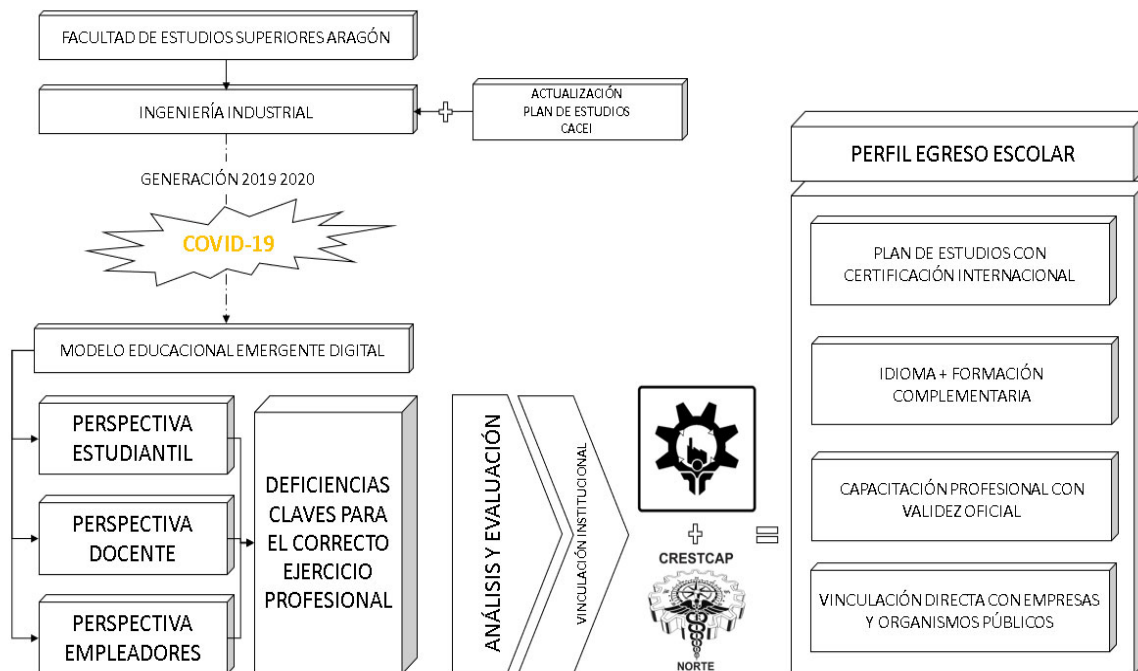 FACULTAD DE ESTUDIOS SUPERIORES ARAGÓN
INGENIERÍA INDUSTRIAL
ACTUALIZACIÓN
PLAN DE ESTUDIOS
CACEI
GENERACIÓN 2019 2020
COVID-19
MODELO EDUCACIONAL EMERGENTE DIGITAL
PERSPECTIVA
ESTUDIANTIL
PERSPECTIVA
DOCENTE
PERSPECTIVA
EMPLEADORES
DEFICIENCIAS
CLAVES PARA
EL CORRECTO
EJERCICIO
PROFESIONAL
ANÁLISIS Y EVALUACIÓN
VINCULACIÓN INSTITUCIONAL
CRESTCAP
NORTE
PERFIL EGRESO ESCOLAR
PLAN DE ESTUDIOS CON
CERTIFICACIÓN INTERNACIONAL
IDIOMA + FORMACIÓN
COMPLEMENTARIA
CAPACITACIÓN PROFESIONAL CON
VALIDEZ OFICIAL
VINCULACIÓN DIRECTA CON EMPRESAS
Y ORGANISMOS PÚBLICOS